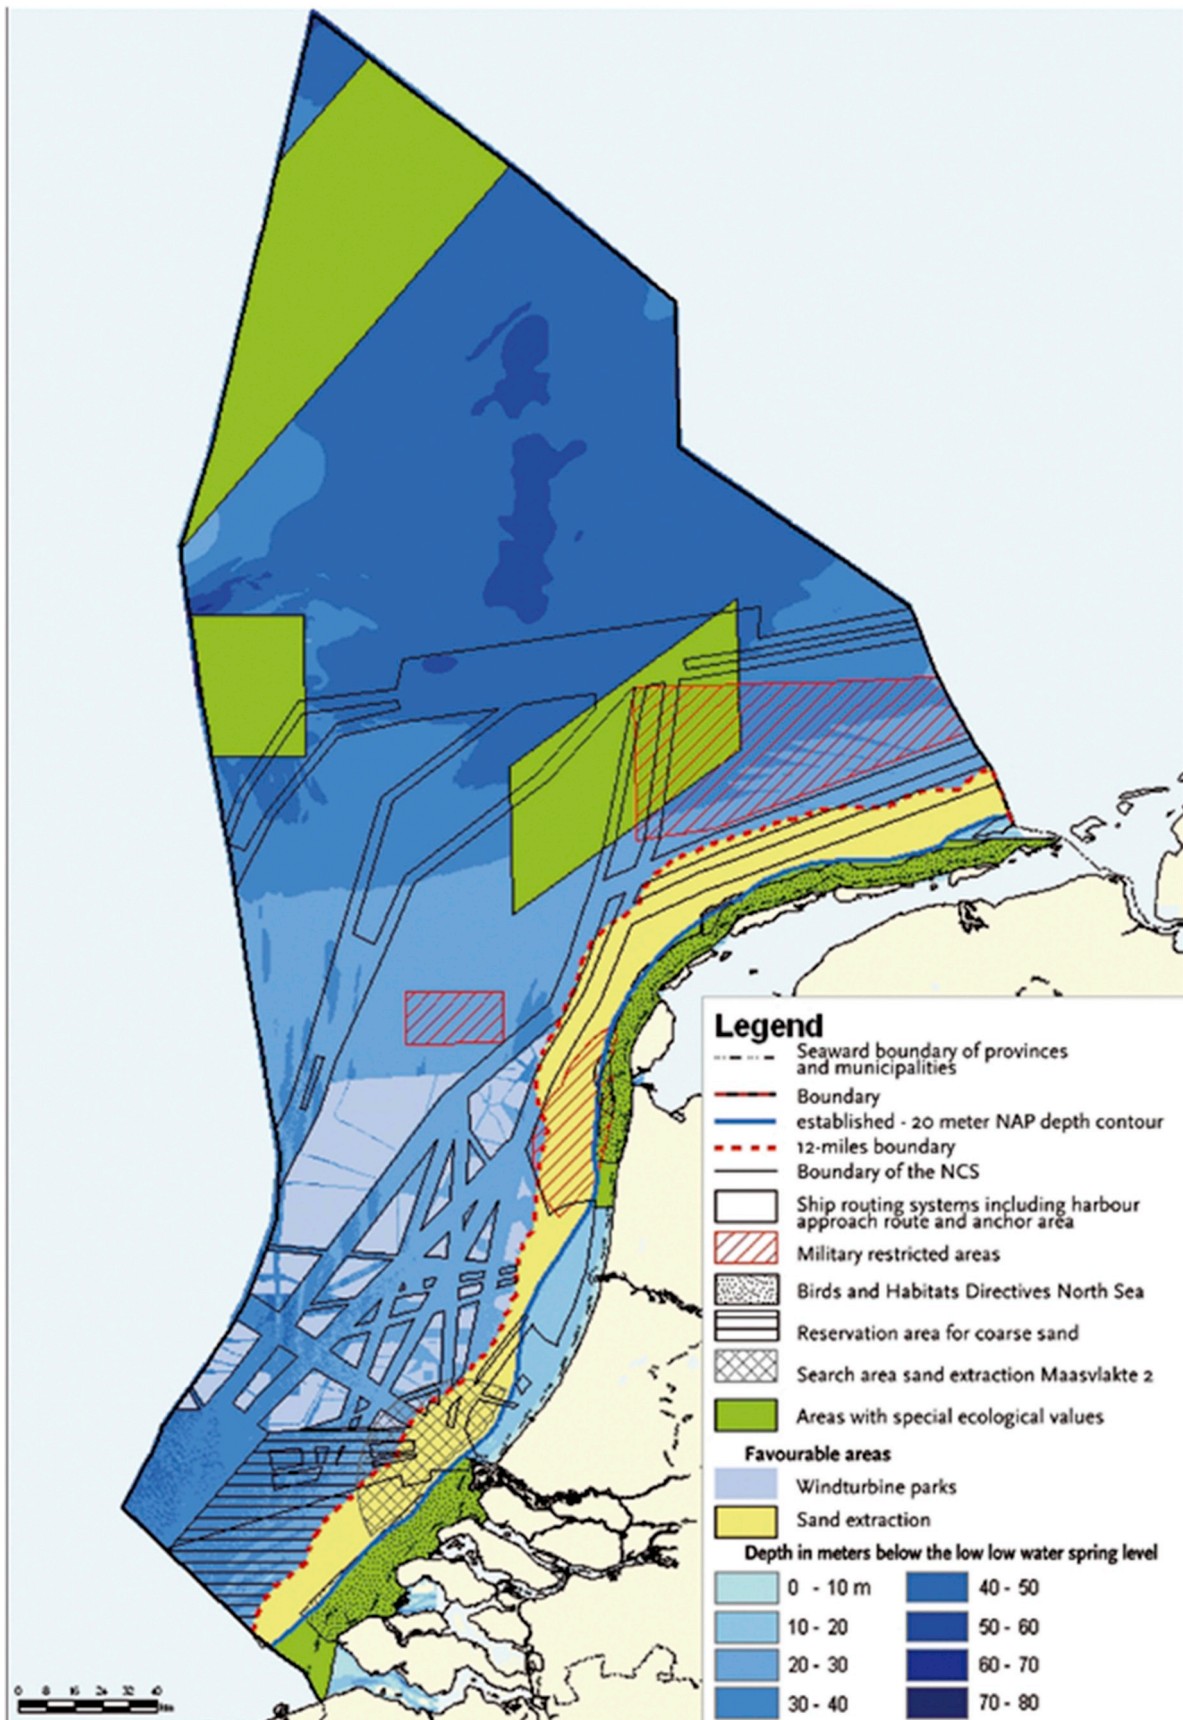 Legend
Seaward boundary of provinces
and municipalities
Boundary
established - 20 meter NAP depth contour
12-miles boundary
Boundary of the NCS
Ship routing systems including harbour
approach route and anchor area
Military restricted areas
Birds and Habitats Directives North Sea
Reservation area for coarse sand
Search area sand extraction Maasvlakte 2
Areas with special ecological values
Favourable areas
Windturbine parks
Sand extraction
Depth in meters below the low low water spring level
0 - 10 m
10 - 20
20 - 30
30 - 40
40 - 50
50 - 60
60 - 70
70 - 80
0 8 16 24 32 40